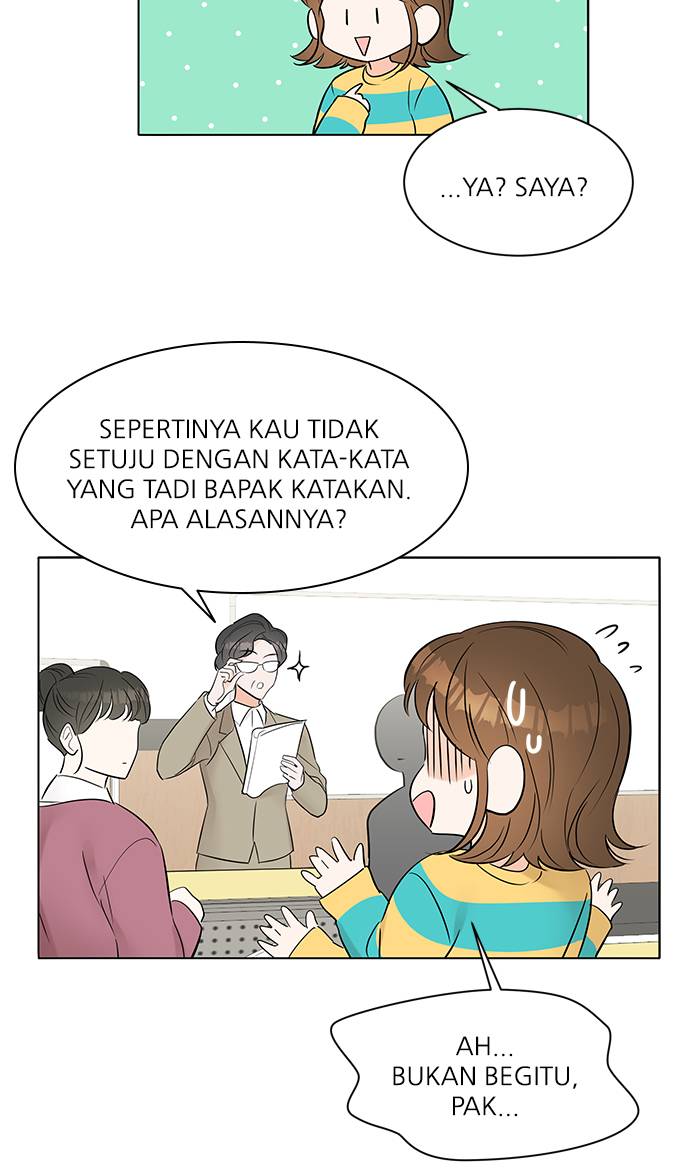 ...YA? SAYA?
SEPERTINYA KAU TIDAK
SETUJU DENGAN KATA-KATA
YANG TADI BAPAK KATAKAN.
APA ALASANNYA?
AH...
BUKAN BEGITU,
PAK...